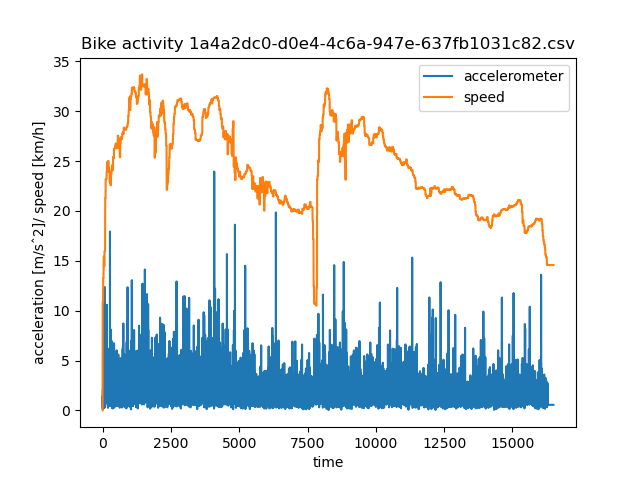 Bike activity 1a4a2dc0-d0e4-4c6a-947e-637fb1031c82.csv
accelerometer
speed
acceleration [m/s^2]/ speed [km/h]
35
30
25
20
15
10
5
0
0 2500 5000 7500 10000 12500 15000
time